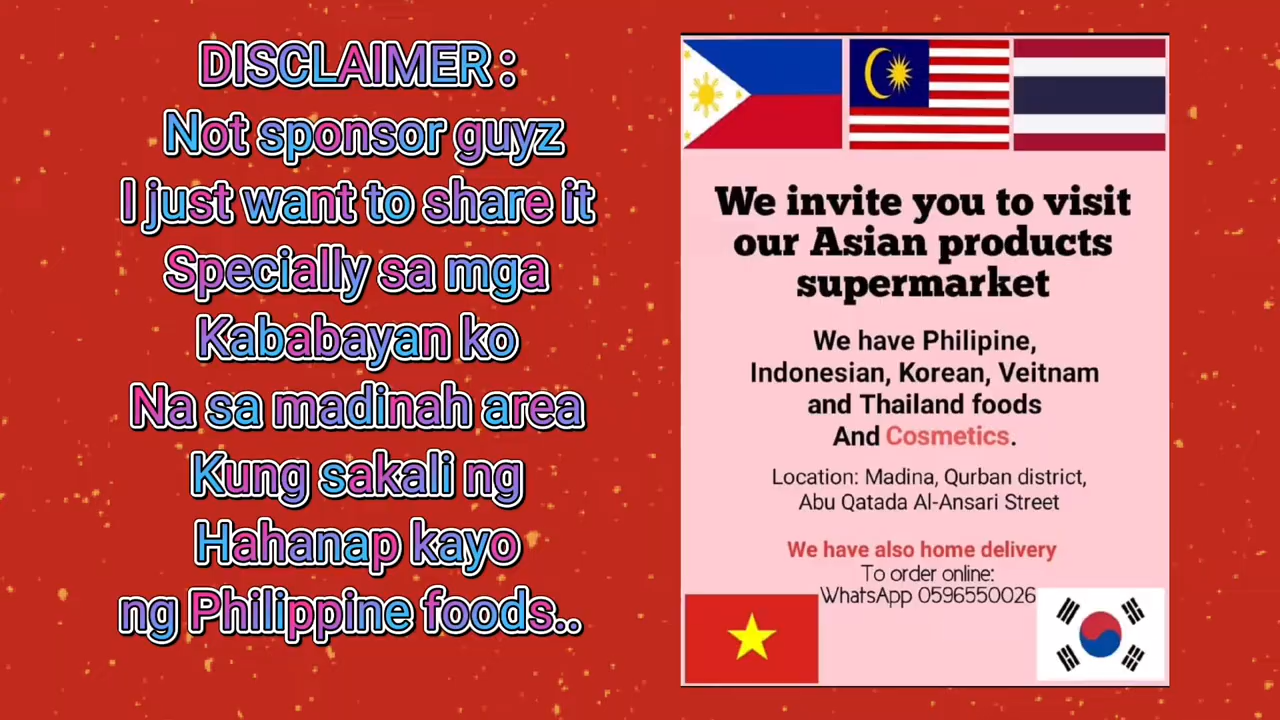 DISCLAIMER :
Not sponsor guyz
I just want to share it
Specially sa mga
Kababayan ko
Na sa madinah area
Kung sakali ng
Hahanap kayo
ng Philippine foods..
We invite you to visit
our Asian products
supermarket
We have Philipine,
Indonesian, Korean, Veitnam
and Thailand foods
And Cosmetics.
Location: Madina, Qurban district,
Abu Qatada Al-Ansari Street
We have also home delivery
To order online:
WhatsApp 0596550026